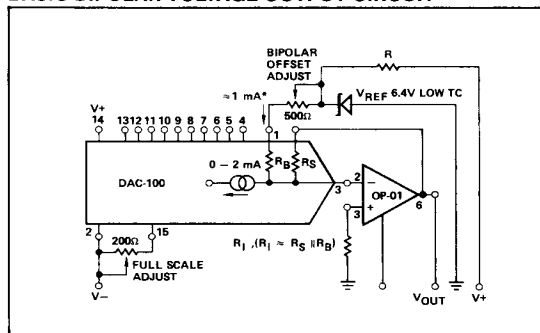 BASIC BIPOLAR VOLTAGE OUTPUT CIRCUIT
BIPOLAR
OFFSET
ADJUST
R
≈1 mA*
500Ω
VREF 6.4V LOW TC
V+
14
13 12 11 10 9 8 7 6 5 4
1
0 – 2 mA
RB
RS
DAC-100
3
2
–
OP-01
6
3
+
2
200Ω
15
FULL SCALE
ADJUST
V–
RI ,(RI ≈ RS ∥RB)
VOUT
V+